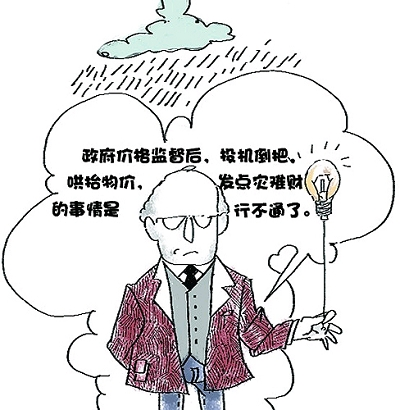 政府价格监督后，投机倒把、
哄抬物价，发点灾难财
的事情是行不通了。